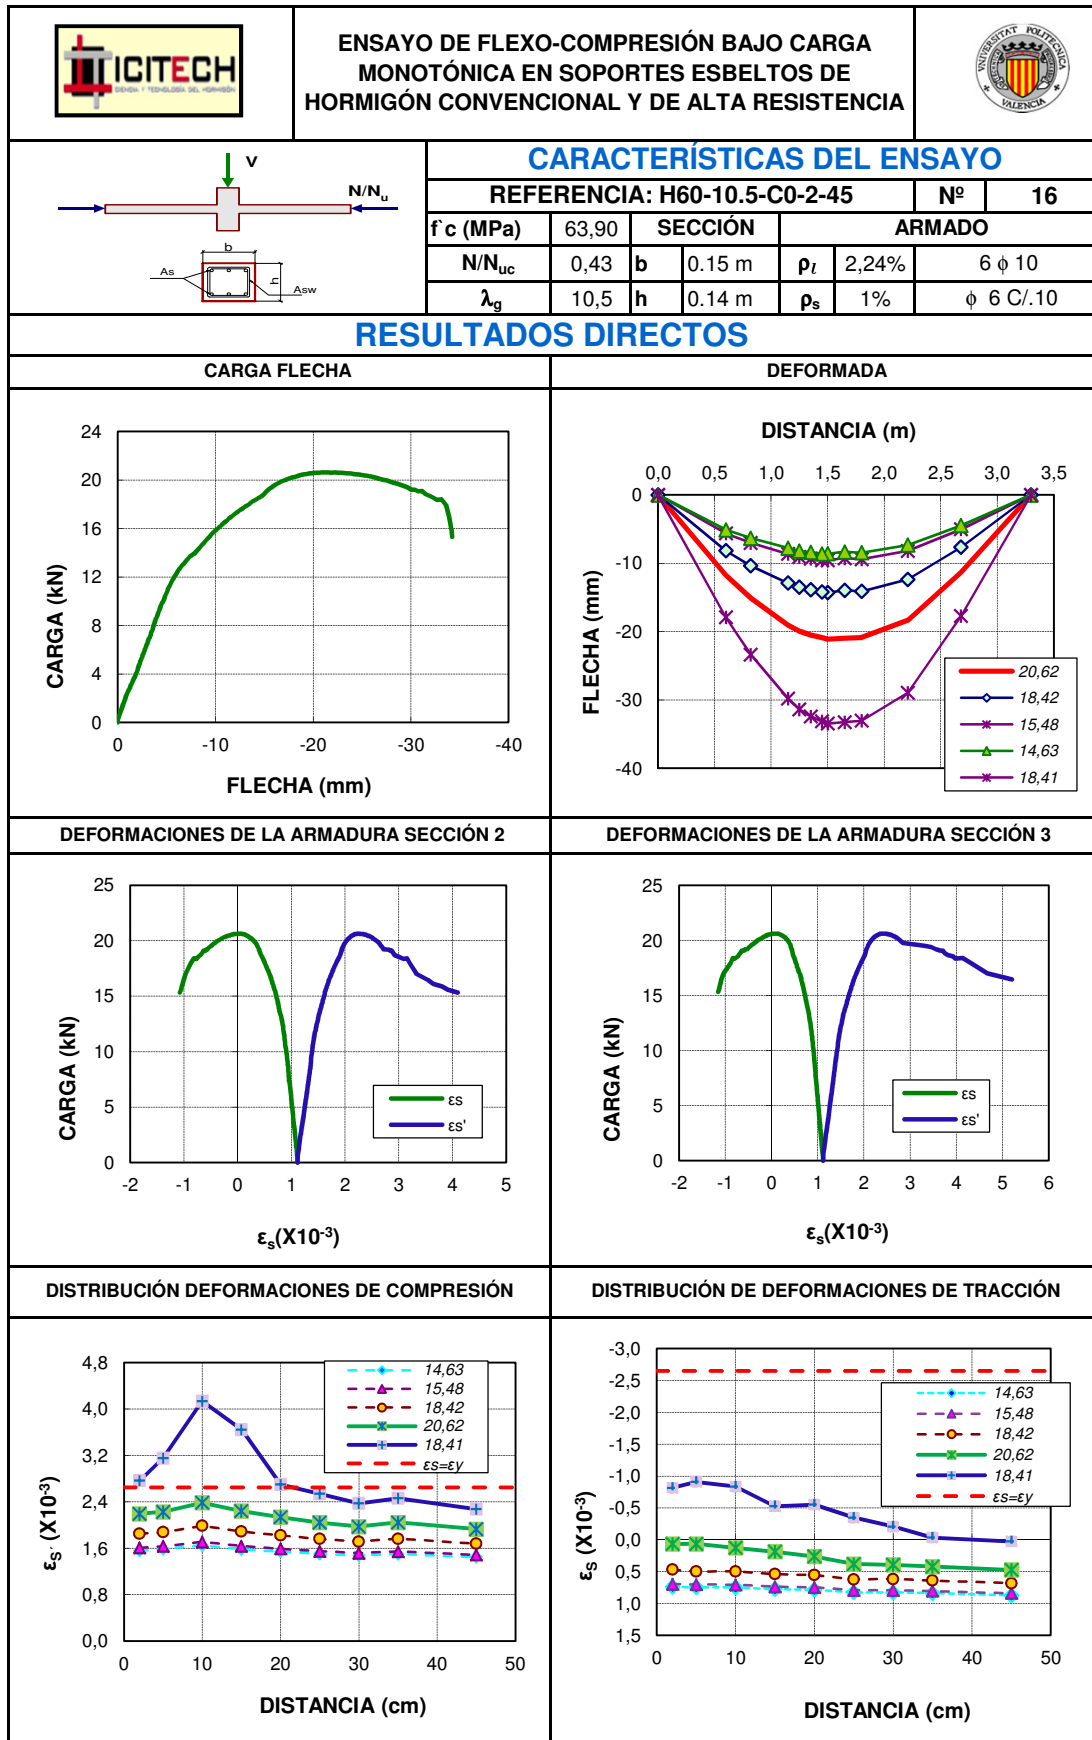 ICITECH
CIENCIA Y TECNOLOGÍA DEL HORMIGÓN
ENSAYO DE FLEXO-COMPRESIÓN BAJO CARGA
MONOTÓNICA EN SOPORTES ESBELTOS DE
HORMIGÓN CONVENCIONAL Y DE ALTA RESISTENCIA
UNIVERSITAT POLITECNICA
VALENCIA
V
N/Nu
b
h
As
Asw
CARACTERÍSTICAS DEL ENSAYO
REFERENCIA: H60-10.5-C0-2-45 Nº 16
f`c (MPa) 63,90 SECCIÓN ARMADO
N/Nuc 0,43 b 0.15 m ρl 2,24% 6 ϕ 10
λg 10,5 h 0.14 m ρs 1% ϕ 6 C/.10
RESULTADOS DIRECTOS
CARGA FLECHA
24
20
16
12
8
4
0
0 -10 -20 -30 -40
CARGA (kN)
FLECHA (mm)
DEFORMADA
DISTANCIA (m)
0,0 0,5 1,0 1,5 2,0 2,5 3,0 3,5
0
-10
-20
-30
-40
FLECHA (mm)
20,62
18,42
15,48
14,63
18,41
DEFORMACIONES DE LA ARMADURA SECCIÓN 2
25
20
15
10
5
0
-2 -1 0 1 2 3 4 5
CARGA (kN)
εs
εs'
εs(X10-3)
DEFORMACIONES DE LA ARMADURA SECCIÓN 3
25
20
15
10
5
0
-2 -1 0 1 2 3 4 5 6
CARGA (kN)
εs
εs'
εs(X10-3)
DISTRIBUCIÓN DEFORMACIONES DE COMPRESIÓN
4,8
4,0
3,2
2,4
1,6
0,8
0,0
0 10 20 30 40 50
εs´ (X10-3)
14,63
15,48
18,42
20,62
18,41
εs=εy
DISTANCIA (cm)
DISTRIBUCIÓN DE DEFORMACIONES DE TRACCIÓN
-3,0
-2,5
-2,0
-1,5
-1,0
-0,5
0,0
0,5
1,0
1,5
0 10 20 30 40 50
εs (X10-3)
14,63
15,48
18,42
20,62
18,41
εs=εy
DISTANCIA (cm)